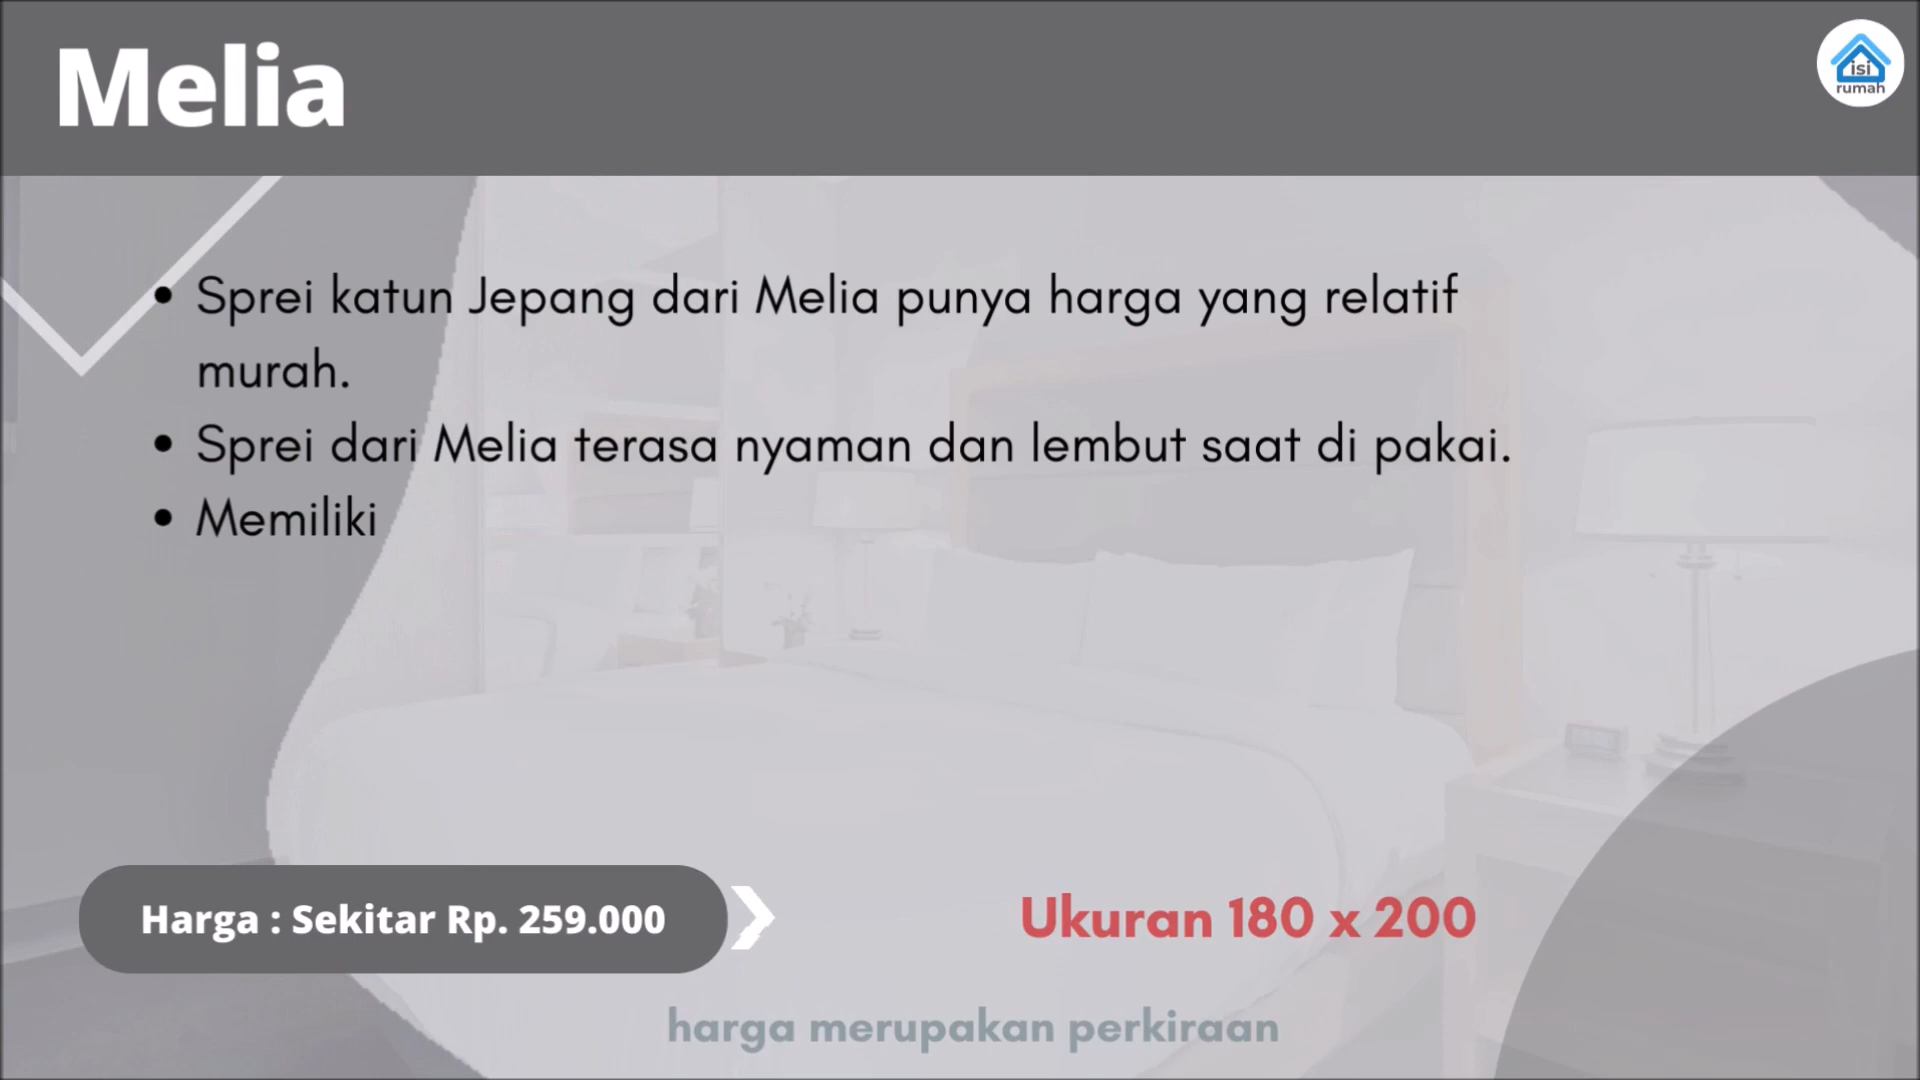 Melia
isi
rumah
• Sprei katun Jepang dari Melia punya harga yang relatif
murah.
• Sprei dari Melia terasa nyaman dan lembut saat di pakai.
• Memiliki
Harga : Sekitar Rp. 259.000
Ukuran 180 x 200
harga merupakan perkiraan